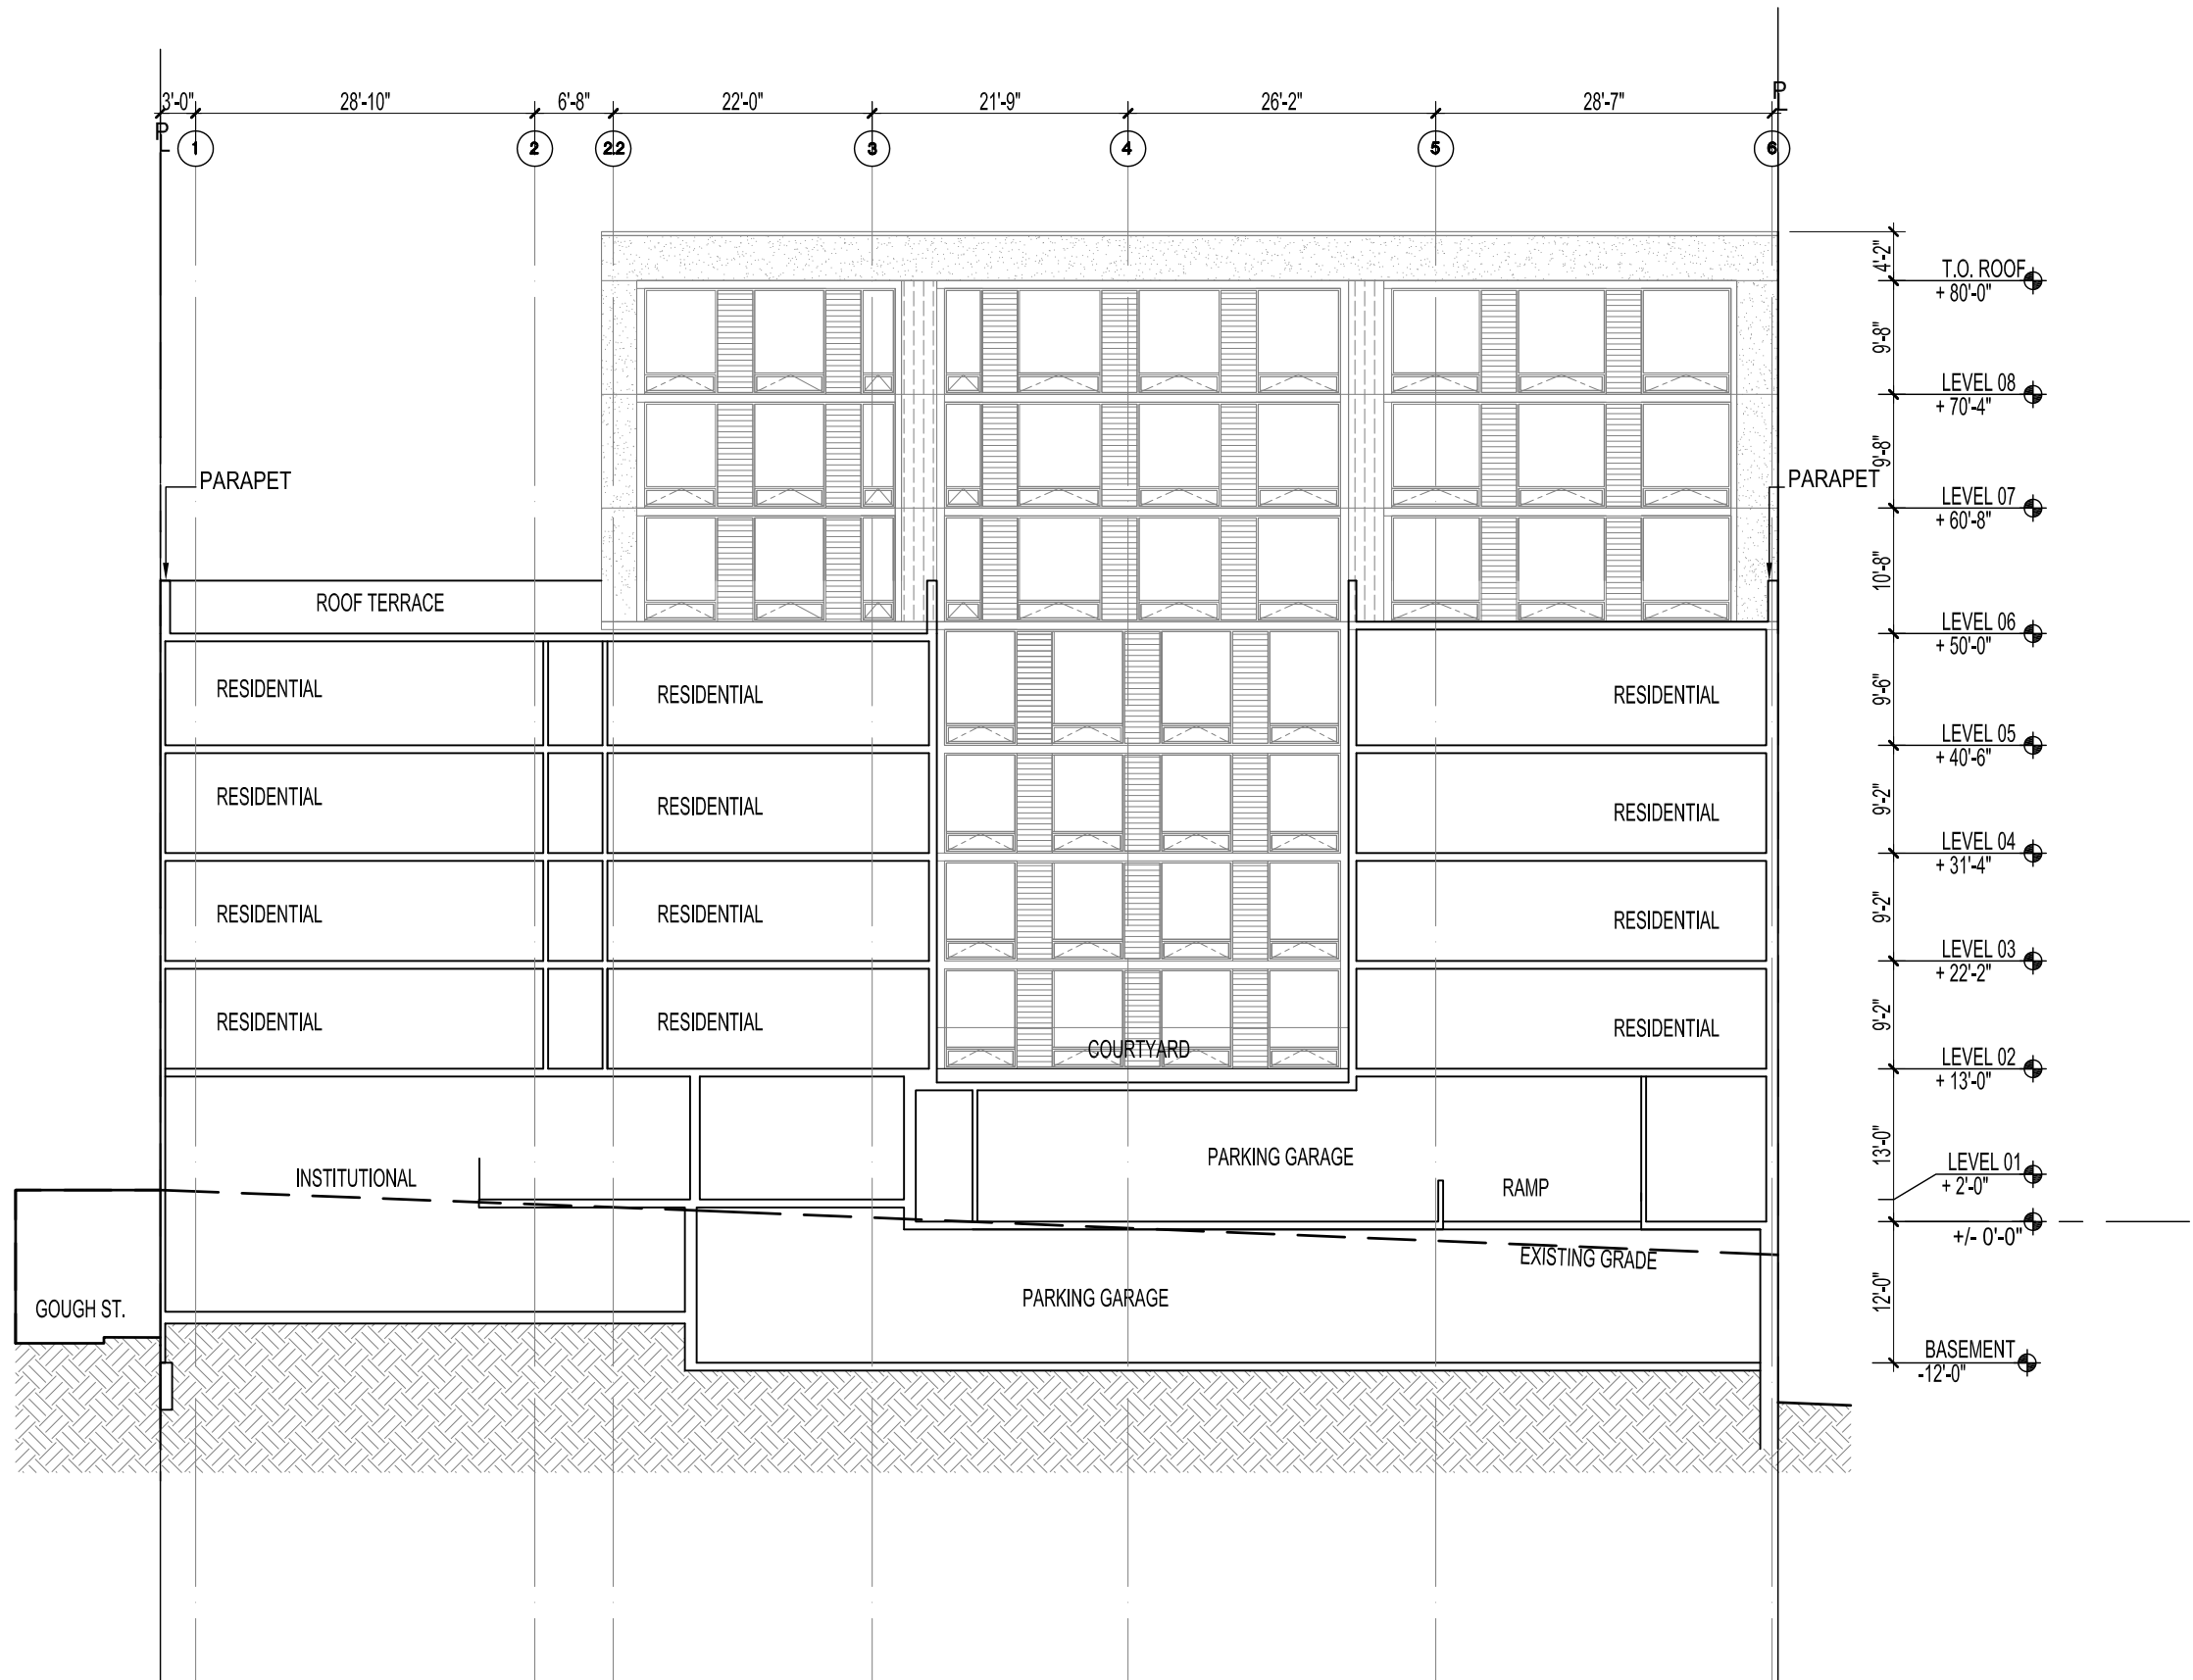 3'-0" 28'-10" 6'-8" 22'-0" 21'-9" 26'-2" 28'-7"
PL
PL
1 2 2.2 3 4 5 6
4'-2"
T.O. ROOF
+ 80'-0"
9'-8"
LEVEL 08
+ 70'-4"
9'-8"
PARAPET
PARAPET
LEVEL 07
+ 60'-8"
10'-8"
ROOF TERRACE
LEVEL 06
+ 50'-0"
RESIDENTIAL RESIDENTIAL RESIDENTIAL
9'-6"
LEVEL 05
+ 40'-6"
RESIDENTIAL RESIDENTIAL RESIDENTIAL
9'-2"
LEVEL 04
+ 31'-4"
RESIDENTIAL RESIDENTIAL RESIDENTIAL
9'-2"
LEVEL 03
+ 22'-2"
RESIDENTIAL RESIDENTIAL RESIDENTIAL
9'-2"
COURTYARD
LEVEL 02
+ 13'-0"
13'-0"
PARKING GARAGE
LEVEL 01
+ 2'-0"
INSTITUTIONAL
RAMP
+/- 0'-0"
EXISTING GRADE
12'-0"
GOUGH ST.
PARKING GARAGE
BASEMENT
-12'-0"